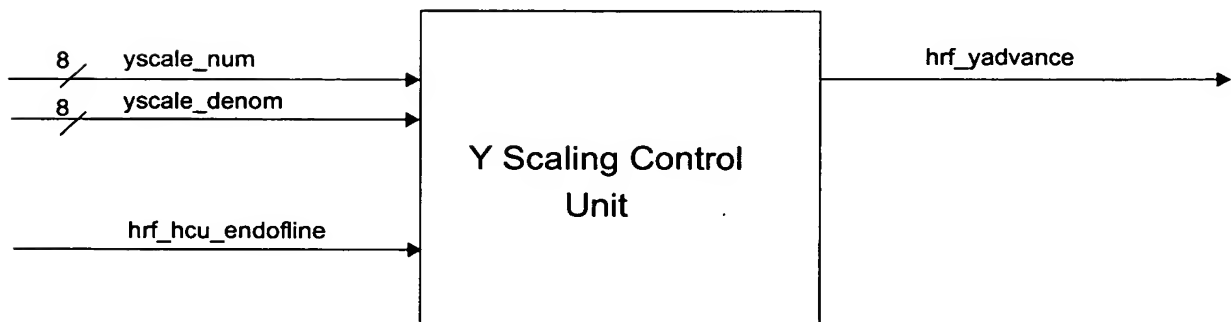 8 yscale_num
8 yscale_denom
hrf_hcu_endofline
Y Scaling Control
Unit
hrf_yadvance